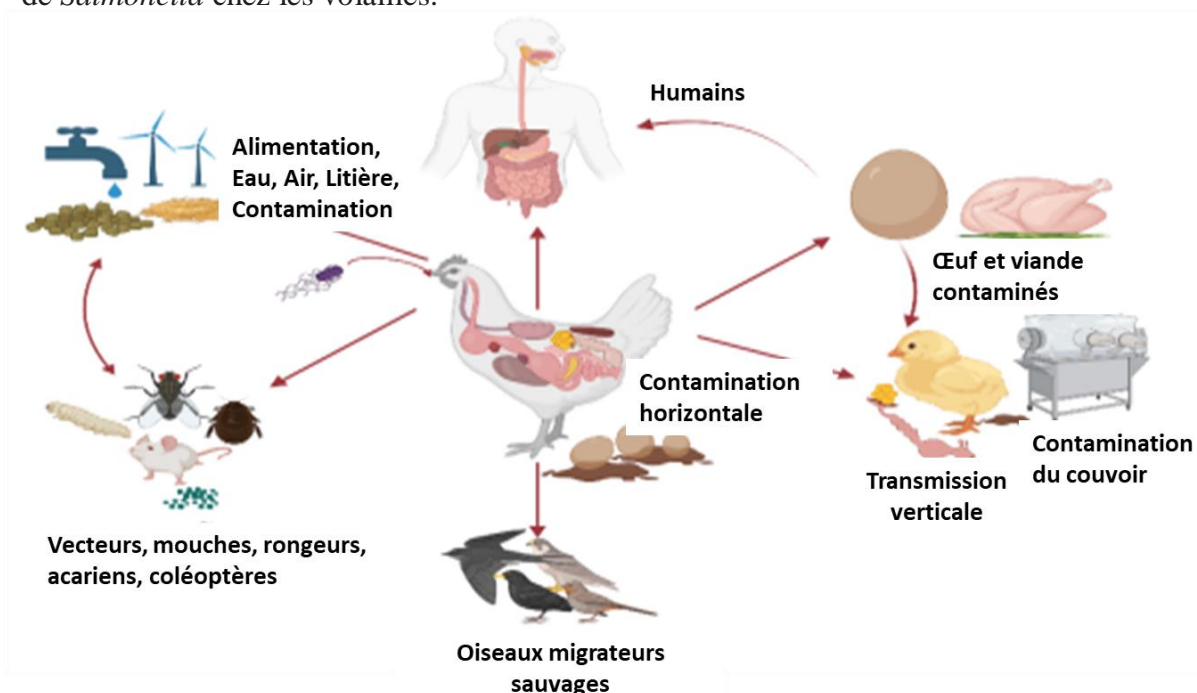 de Salmonella chez les volailles.
Humains
Alimentation,
Eau, Air, Litière,
Contamination
Œuf et viande
contaminés
Contamination
horizontale
Contamination
du couvoir
Transmission
verticale
Vecteurs, mouches, rongeurs,
acariens, coléoptères
Oiseaux migrateurs
sauvages